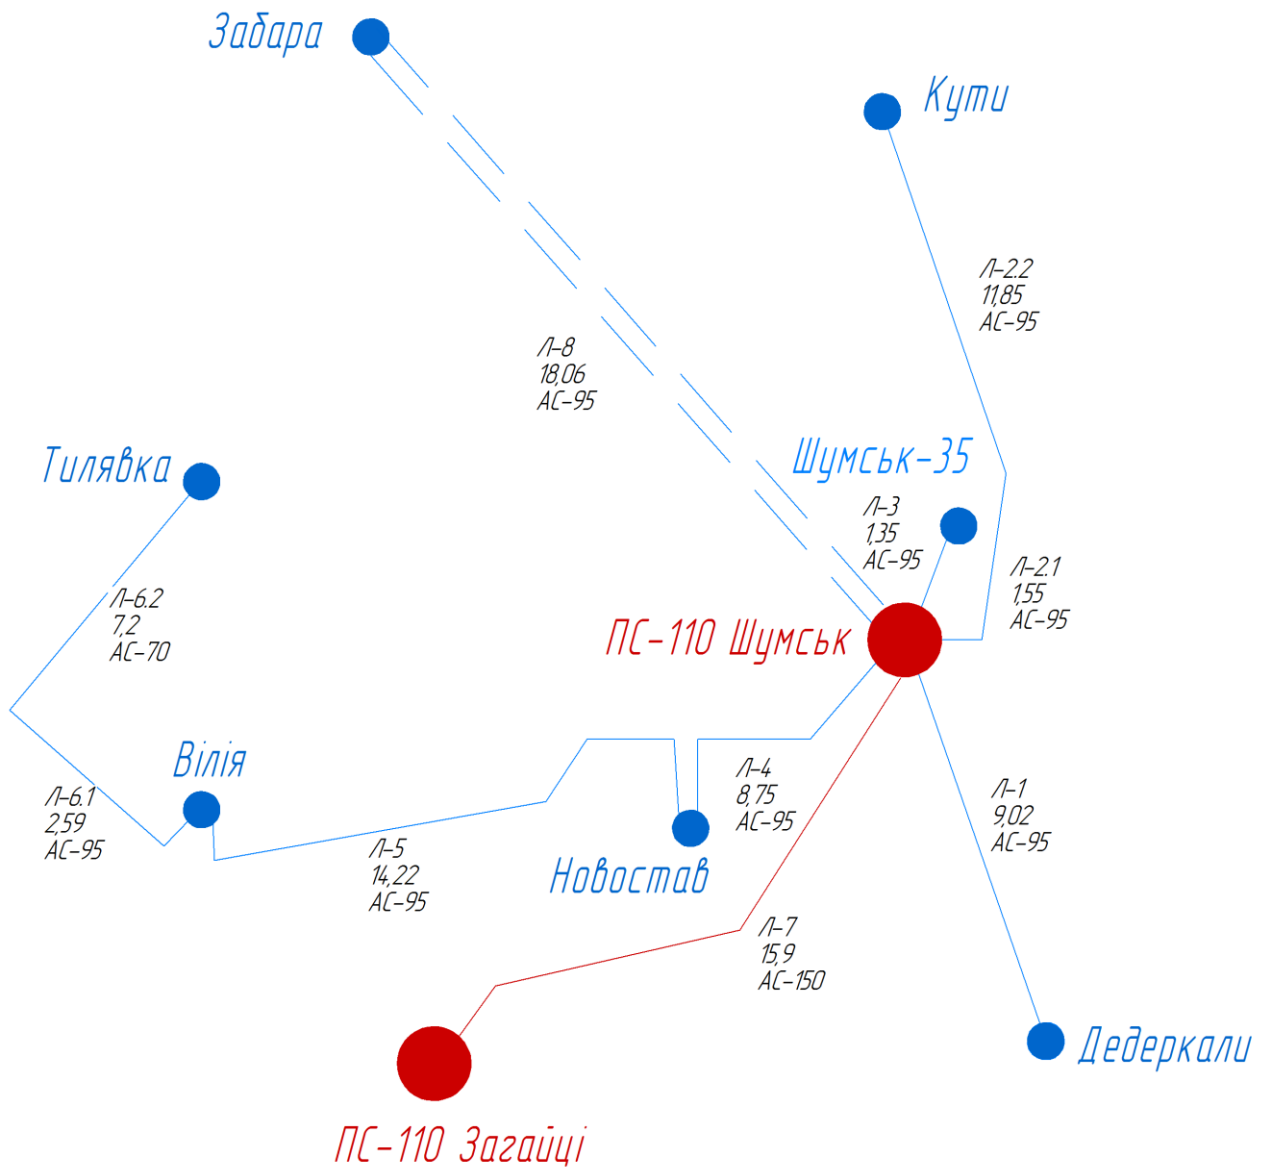 Забара
Кути
Л-2.2
11,85
АС-95
Л-8
18,06
АС-95
Тилявка
Шумськ-35
Л-3
1,35
АС-95
Л-2.1
1,55
АС-95
Л-6.2
7,2
АС-70
ПС-110 Шумськ
Вілія
Л-6.1
2,59
АС-95
Л-4
8,75
АС-95
Л-1
9,02
АС-95
Л-5
14,22
АС-95
Новостав
Л-7
15,9
АС-150
Дедеркали
ПС-110 Загайці